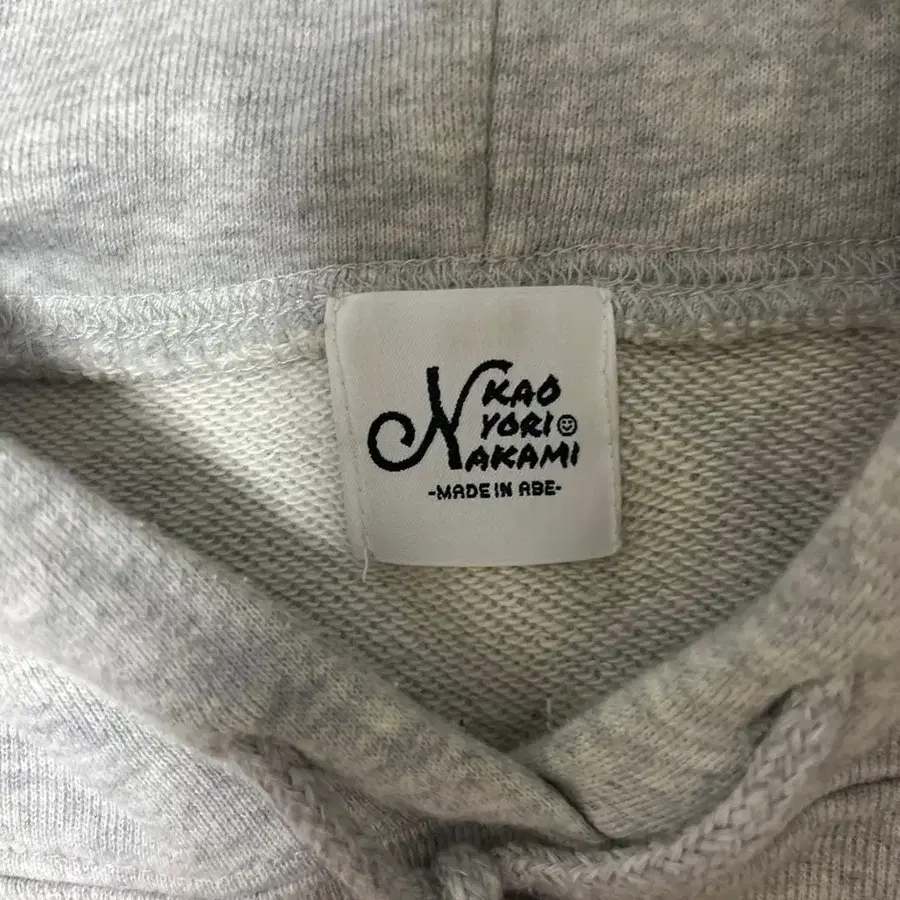 KAO
YORI
NAKAMI
-MADE IN ABE-